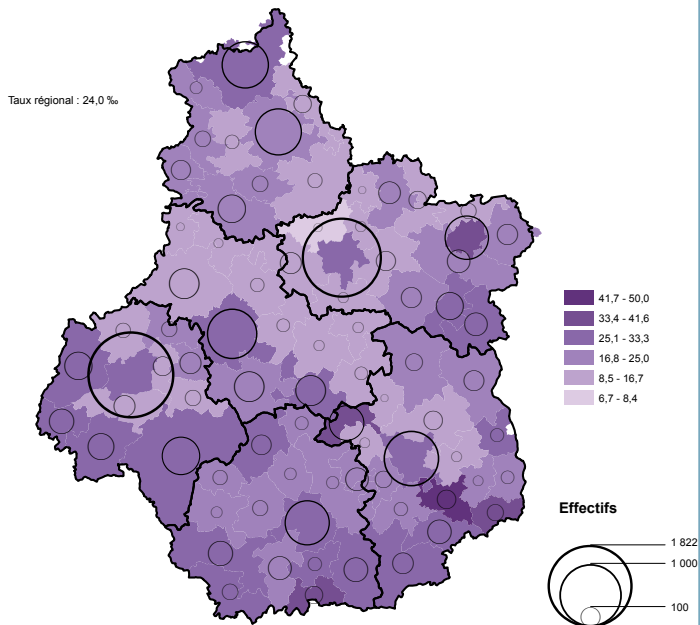 Taux régional : 24,0 ‰
41,7 - 50,0
33,4 - 41,6
25,1 - 33,3
16,8 - 25,0
8,5 - 16,7
6,7 - 8,4
Effectifs
1 822
1 000
100